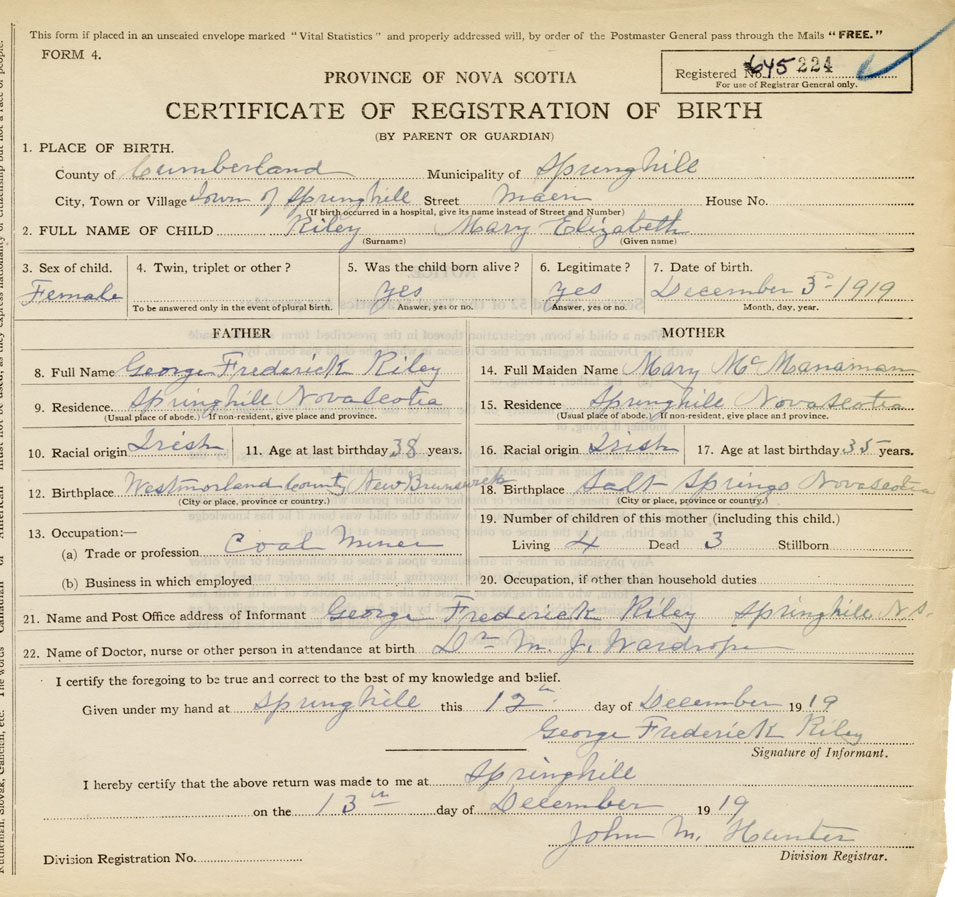 This form if placed in an unsealed envelope marked "Vital Statistics" and properly addressed will, by order of the Postmaster General pass through the Mails "FREE."
FORM 4.
Registered No. 645 224
For use of Registrar General only.
PROVINCE OF NOVA SCOTIA
CERTIFICATE OF REGISTRATION OF BIRTH
(BY PARENT OR GUARDIAN)
1. PLACE OF BIRTH.
County of Cumberland Municipality of Springhill
City, Town or Village Town of Springhill Street Main House No.
(If birth occurred in a hospital, give its name instead of Street and Number)
2. FULL NAME OF CHILD Riley Mary Elizabeth
(Surname) (Given name)
3. Sex of child. 4. Twin, triplet or other? 5. Was the child born alive? 6. Legitimate? 7. Date of birth.
Female yes yes December 3rd 1919
To be answered only in the event of plural birth. Answer, yes or no. Answer, yes or no. Month, day, year.
FATHER MOTHER
8. Full Name George Frederick Riley 14. Full Maiden Name Mary McManaman
9. Residence. Springhill Nova Scotia 15. Residence Springhill Nova Scotia
(Usual place of abode.) If non-resident, give place and province. (Usual place of abode.) If non-resident, give place and province.
10. Racial origin Irish 11. Age at last birthday 38 years. 16. Racial origin Irish 17. Age at last birthday 35 years.
12. Birthplace Westmorland County New Brunswick 18. Birthplace Salt Springs Nova Scotia
(City or place, province or country.) (City or place, province or country.)
13. Occupation:— 19. Number of children of this mother (including this child.)
(a) Trade or profession Coal Miner Living 4 Dead 3 Stillborn
(b) Business in which employed 20. Occupation, if other than household duties
21. Name and Post Office address of Informant George Frederick Riley Springhill N.S.
22. Name of Doctor, nurse or other person in attendance at birth Dr M. J. Wardrope
I certify the foregoing to be true and correct to the best of my knowledge and belief.
Given under my hand at Springhill this 12th day of December 1919
George Frederick Riley
Signature of Informant.
I hereby certify that the above return was made to me at Springhill
on the 13th day of December 1919
John M. Hunter
Division Registrar.
Division Registration No.